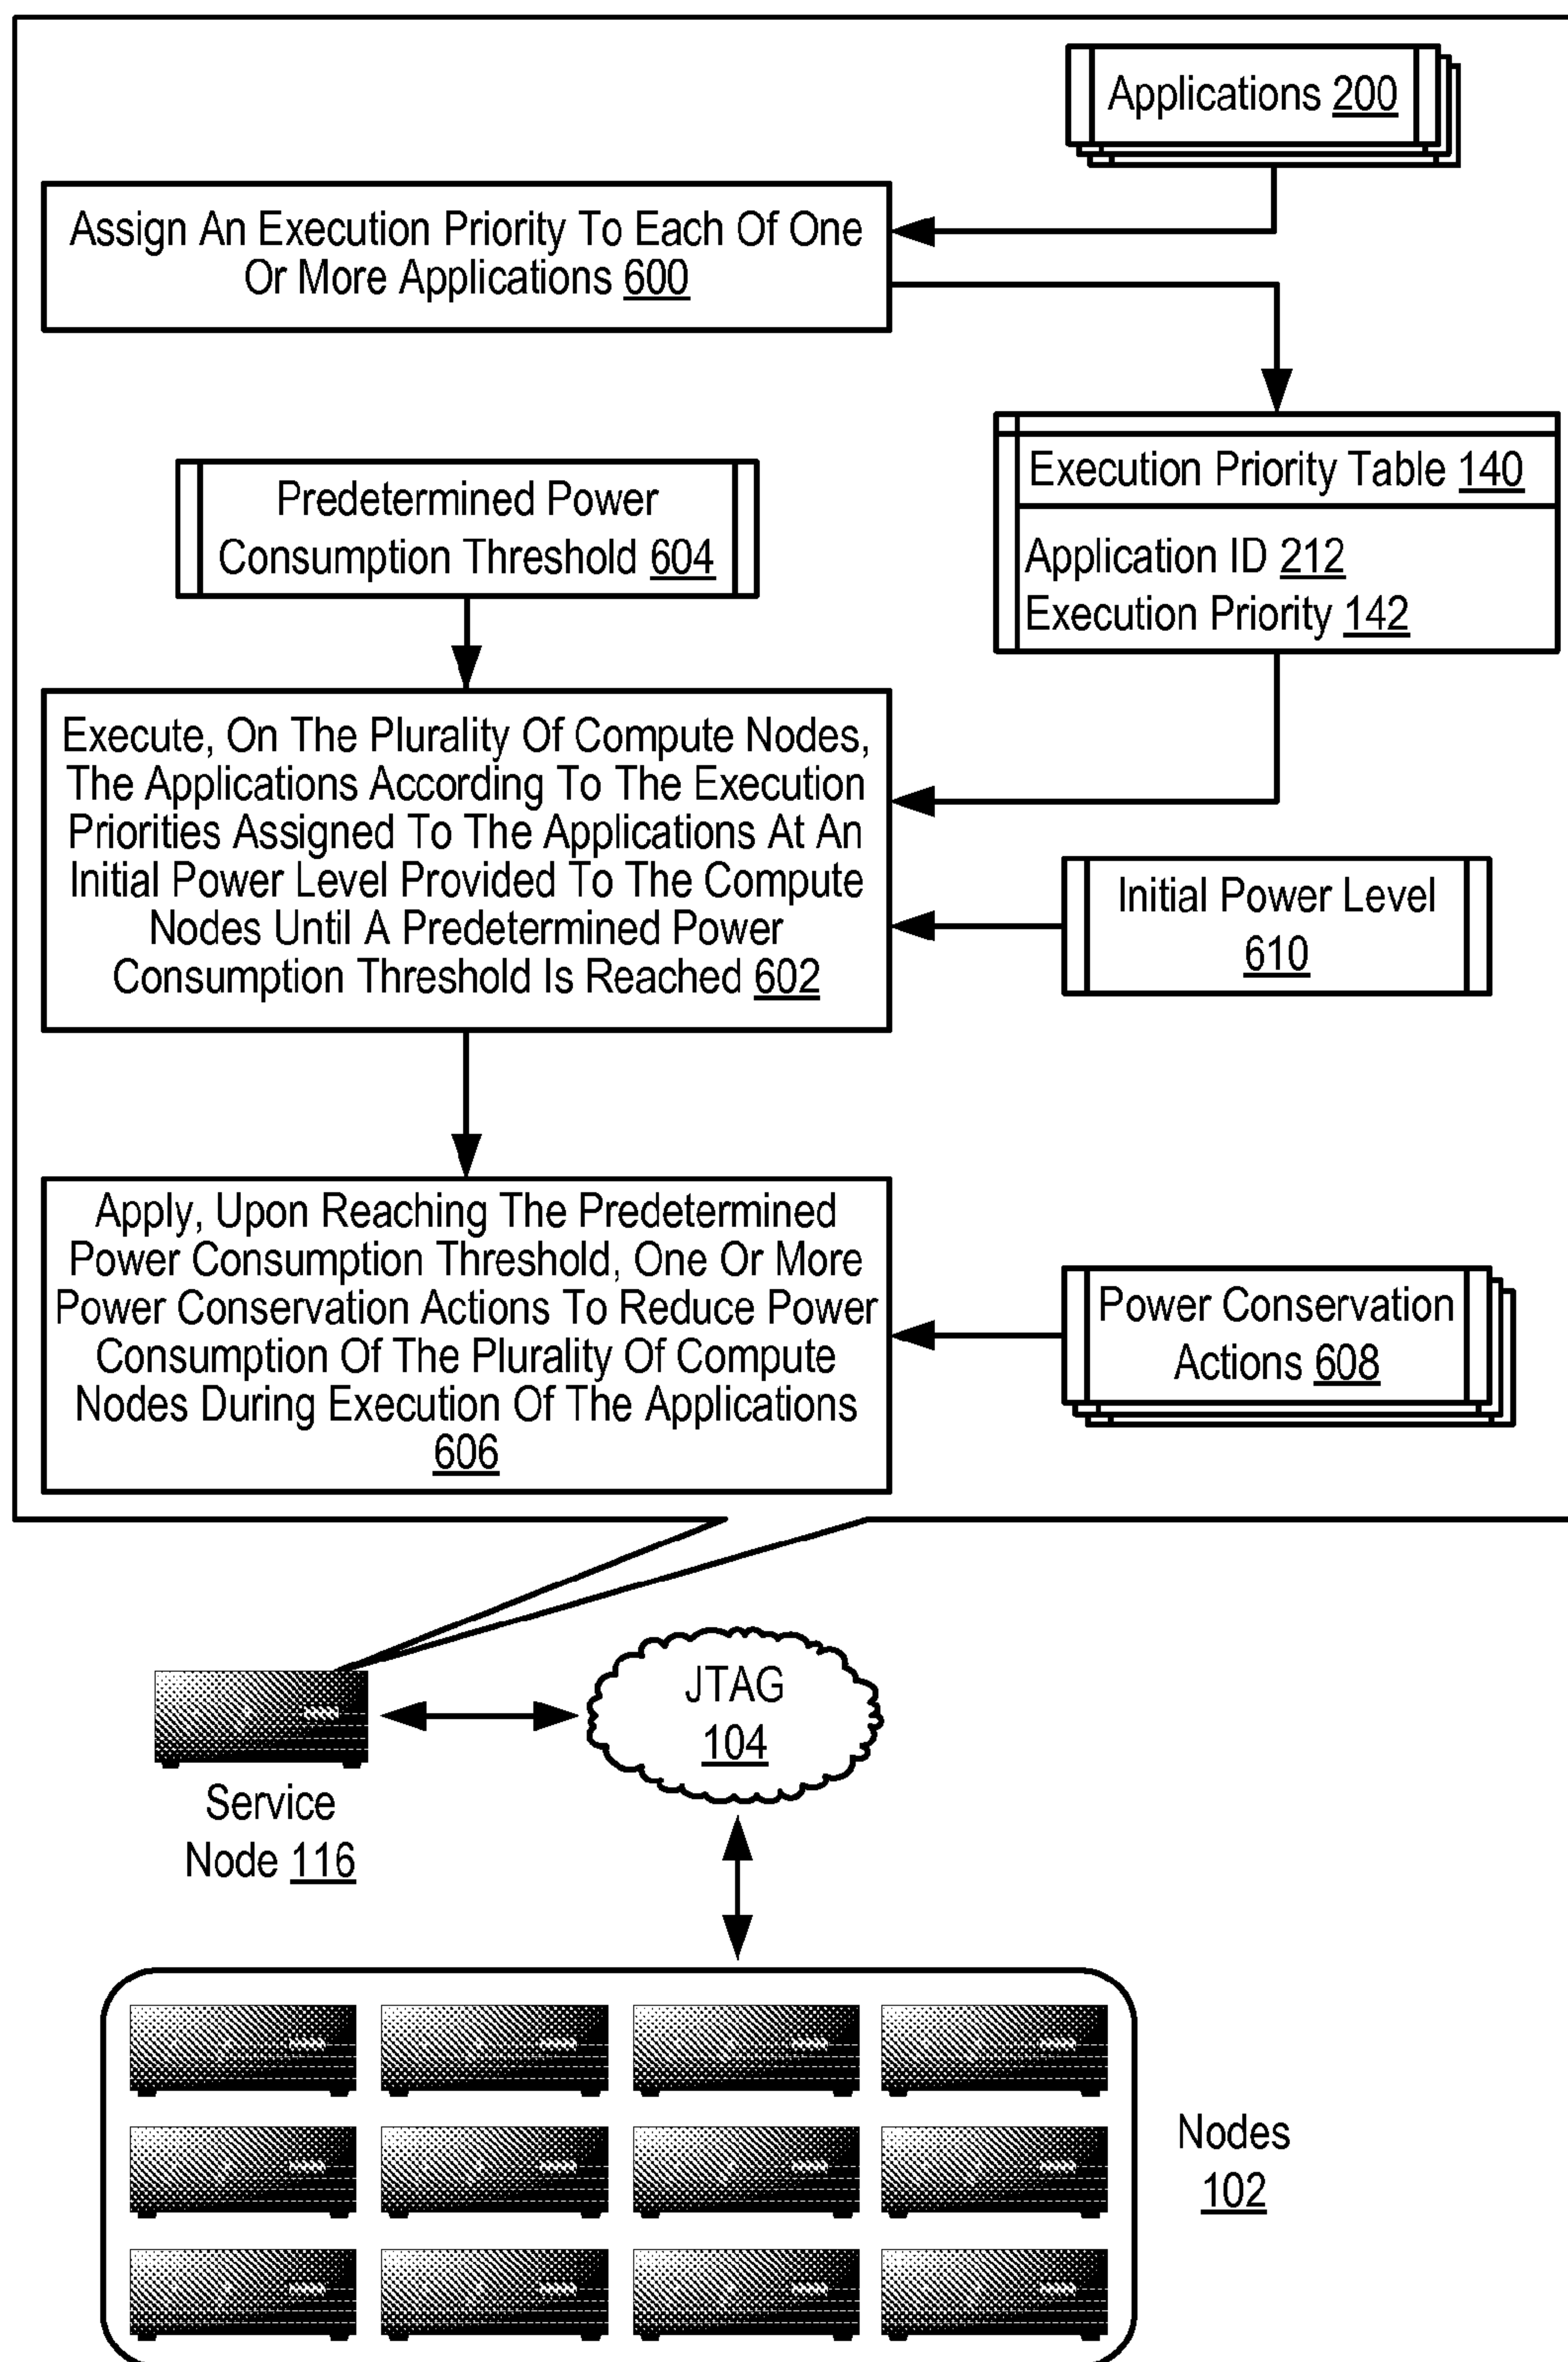 Applications 200
Assign An Execution Priority To Each Of One
Or More Applications 600
Execution Priority Table 140
Application ID 212
Execution Priority 142
Predetermined Power
Consumption Threshold 604
Execute, On The Plurality Of Compute Nodes,
The Applications According To The Execution
Priorities Assigned To The Applications At An
Initial Power Level Provided To The Compute
Nodes Until A Predetermined Power
Consumption Threshold Is Reached 602
Initial Power Level
610
Apply, Upon Reaching The Predetermined
Power Consumption Threshold, One Or More
Power Conservation Actions To Reduce Power
Consumption Of The Plurality Of Compute
Nodes During Execution Of The Applications
606
Power Conservation
Actions 608
JTAG
104
Service
Node 116
Nodes
102